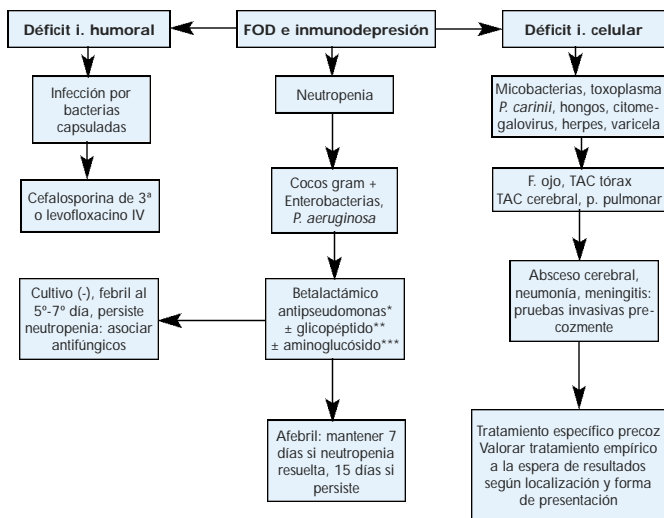 Déficit i. humoral
FOD e inmunodepresión
Déficit i. celular
Infección por
bacterias
capsuladas
Neutropenia
Micobacterias, toxoplasma
P. carinii, hongos, citome-
galovirus, herpes, varicela
Cefalosporina de 3ª
o levofloxacino IV
Cocos gram +
Enterobacterias,
P. aeruginosa
F. ojo, TAC tórax
TAC cerebral, p. pulmonar
Cultivo (-), febril al
5º-7º día, persiste
neutropenia: asociar
antifúngicos
Betalactámico
antipseudomonas*
± glicopéptido**
± aminoglucósido***
Absceso cerebral,
neumonía, meningitis:
pruebas invasivas pre-
cozmente
Afebril: mantener 7
días si neutropenia
resuelta, 15 días si
persiste
Tratamiento específico precoz
Valorar tratamiento empírico
a la espera de resultados
según localización y forma
de presentación